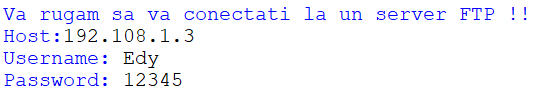 Va rugam sa va conectati la un server FTP !!
Host:192.108.1.3
Username: Edy
Password: 12345